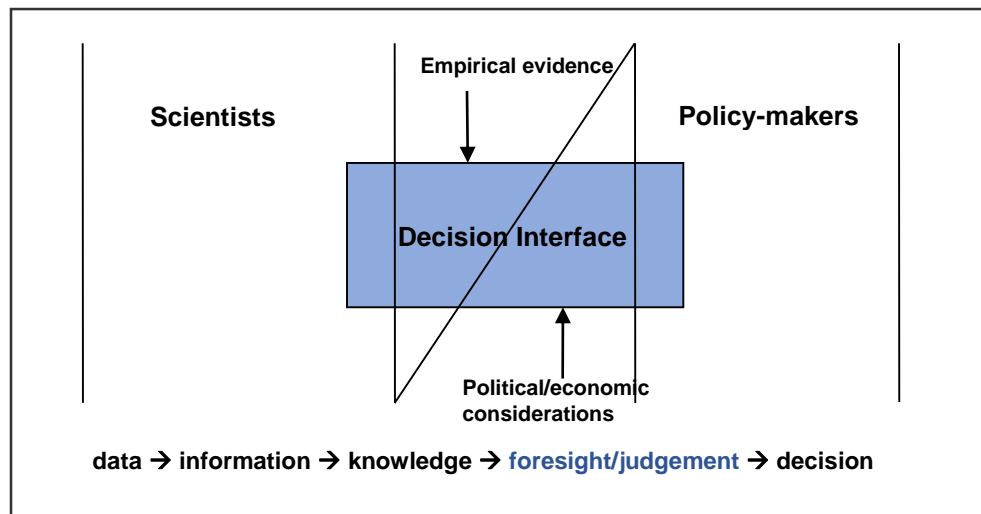 Empirical evidence
Scientists
Policy-makers
Decision Interface
Political/economic
considerations
data → information → knowledge → foresight/judgement → decision